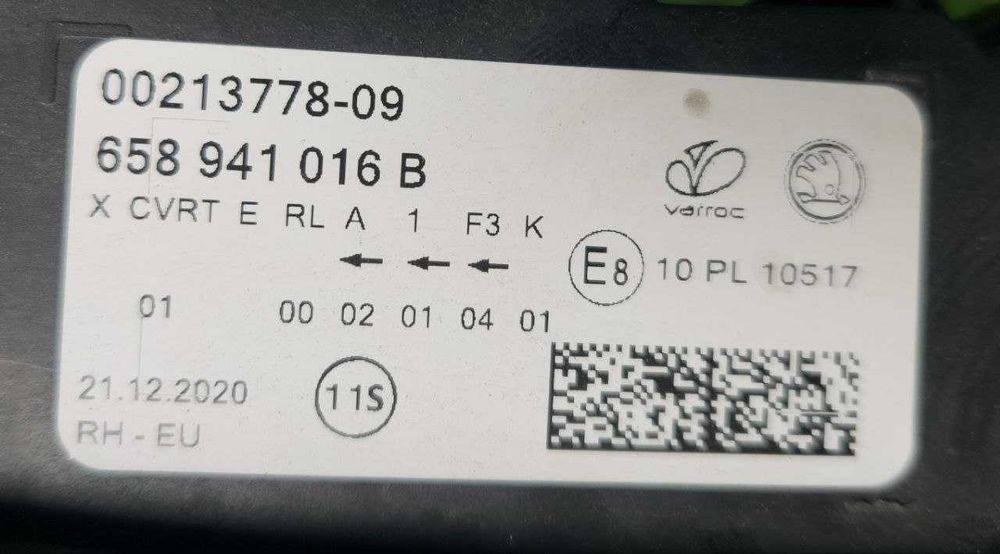 00213778-09
658 941 016 B
X CVRT E RL A 1 F3 K
01 00 02 01 04 01
21.12.2020
RH - EU
11S
varroc
E8 10 PL 10517